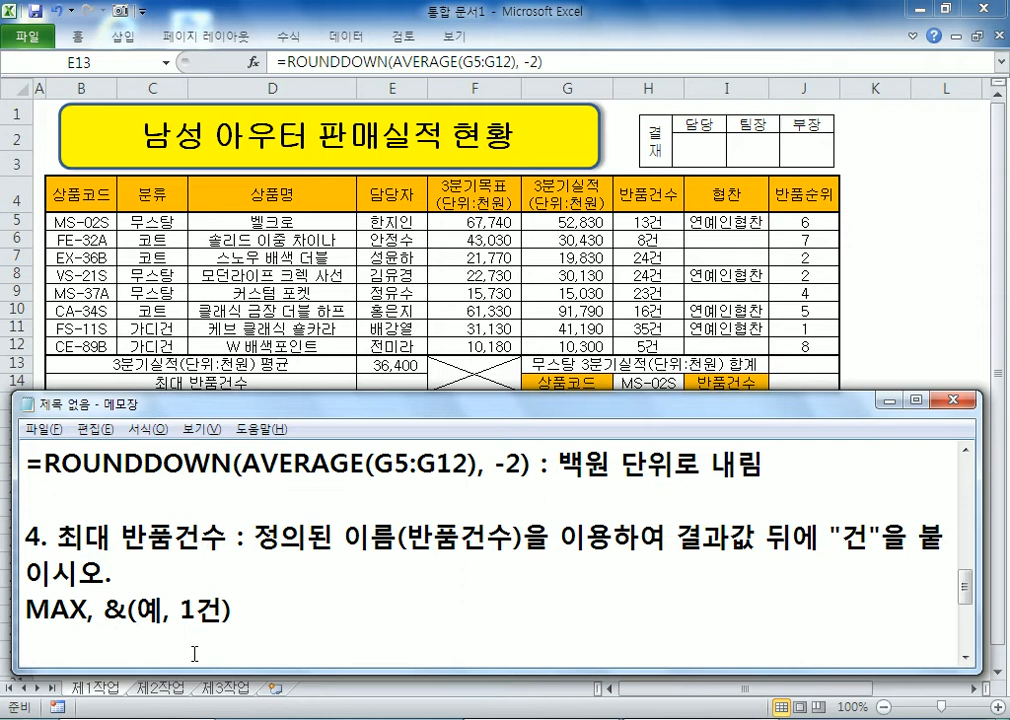 통합 문서1 - Microsoft Excel
파일 홈 삽입 페이지 레이아웃 수식 데이터 검토 보기
E13 fx =ROUNDDOWN(AVERAGE(G5:G12), -2)
A B C D E F G H I J K L
1 남성 아우터 판매실적 현황 결재 담당 팀장 부장
2
3
4 상품코드 분류 상품명 담당자 3분기목표(단위:천원) 3분기실적(단위:천원) 반품건수 협찬 반품순위
5 MS-02S 무스탕 벨크로 한지인 67,740 52,830 13건 연예인협찬 6
6 FE-32A 코트 솔리드 이중 차이나 안정수 43,030 30,430 8건 7
7 EX-36B 코트 스노우 배색 더블 성윤하 21,770 19,830 24건 2
8 VS-21S 무스탕 모던라이프 크렉 사선 김유경 22,730 30,130 24건 연예인협찬 2
9 MS-37A 무스탕 커스텀 포켓 정유수 15,730 15,030 23건 4
10 CA-34S 코트 클래식 금장 더블 하프 홍은지 61,330 91,790 16건 연예인협찬 5
11 FS-11S 가디건 케브 클래식 숄카라 배강열 31,130 41,190 35건 연예인협찬 1
12 CE-89B 가디건 W 배색포인트 전미라 10,180 10,300 5건 8
13 3분기실적(단위:천원) 평균 36,400 무스탕 3분기실적(단위:천원) 합계
14 최대 반품건수 상품코드 MS-02S 반품건수
제목 없음 - 메모장
파일(F) 편집(E) 서식(O) 보기(V) 도움말(H)
=ROUNDDOWN(AVERAGE(G5:G12), -2) : 백원 단위로 내림
4. 최대 반품건수 : 정의된 이름(반품건수)을 이용하여 결과값 뒤에 "건"을 붙
이시오.
MAX, &(예, 1건)
제1작업 제2작업 제3작업
준비 100%